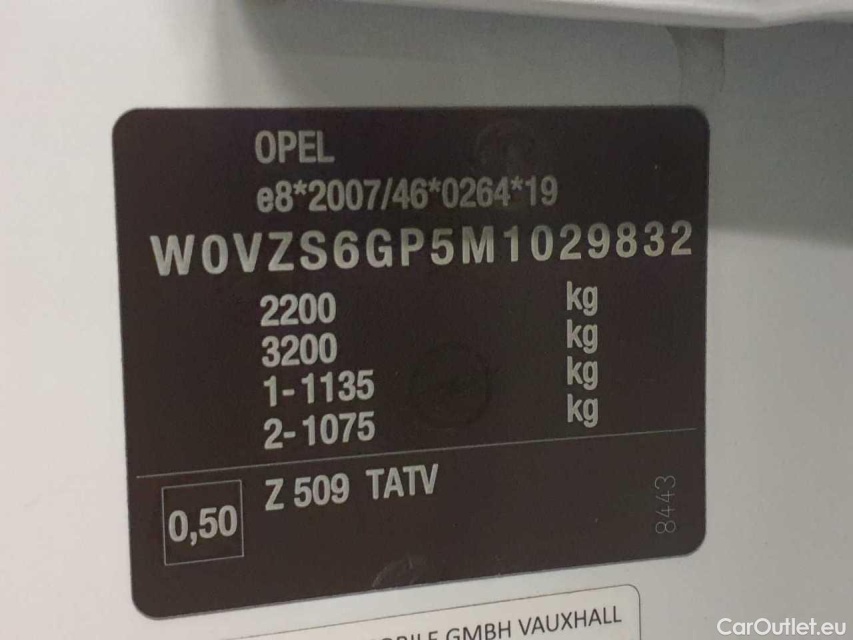 OPEL
e8*2007/46*0264*19
W0VZS6GP5M1029832
2200 kg
3200 kg
1-1135 kg
2-1075 kg
0,50 Z 509 TATV
8443
GMBH VAUXHALL
CarOutlet.eu